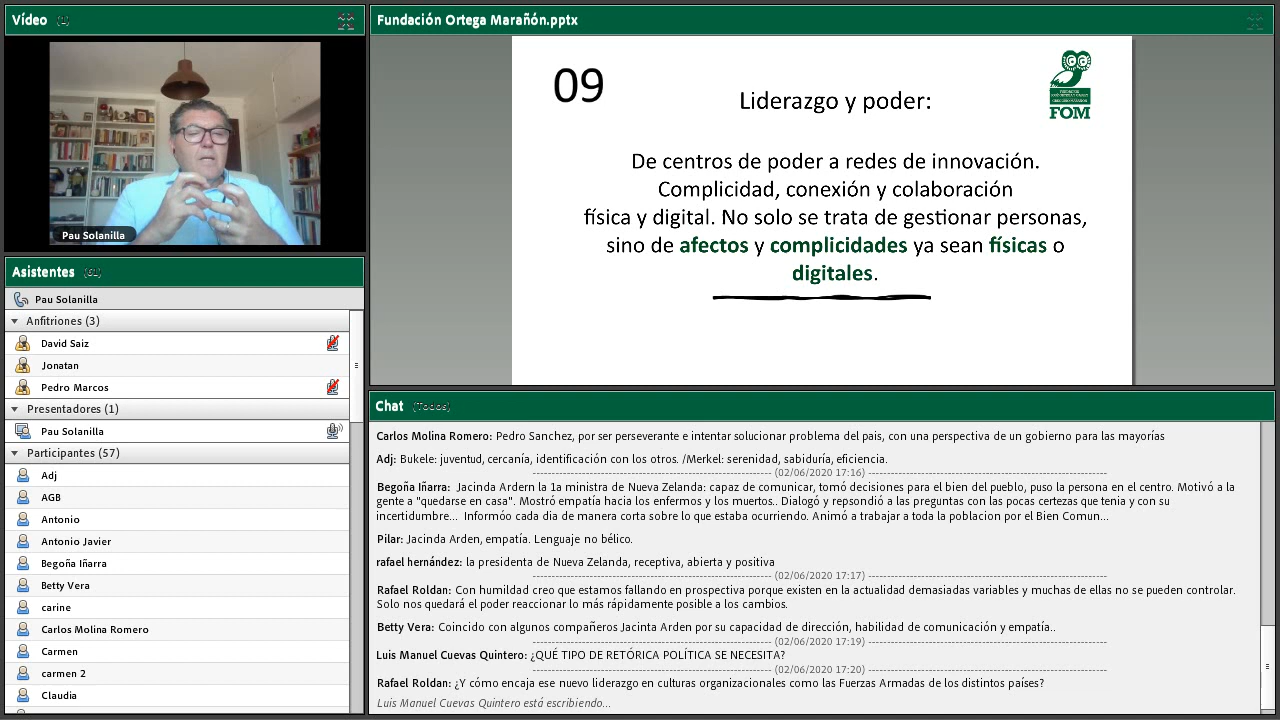 Vídeo (1)
Pau Solanilla
Asistentes (61)
Pau Solanilla
Anfitriones (3)
David Saiz
Jonatan
Pedro Marcos
Presentadores (1)
Pau Solanilla
Participantes (57)
Adj
AGB
Antonio
Antonio Javier
Begoña Iñarra
Betty Vera
carine
Carlos Molina Romero
Carmen
carmen 2
Claudia
Fundación Ortega Marañón.pptx
09
Liderazgo y poder:
FOM
De centros de poder a redes de innovación.
Complicidad, conexión y colaboración
física y digital. No solo se trata de gestionar personas,
sino de afectos y complicidades ya sean físicas o
digitales.
Chat (Todos)
Carlos Molina Romero: Pedro Sanchez, por ser perseverante e intentar solucionar problema del pais, con una perspectiva de un gobierno para las mayorías
Adj: Bukele: juventud, cercanía, identificación con los otros. /Merkel: serenidad, sabiduría, eficiencia.
(02/06/2020 17:16)
Begoña Iñarra: Jacinda Ardern la 1a ministra de Nueva Zelanda: capaz de comunicar, tomó decisiones para el bien del pueblo, puso la persona en el centro. Motivó a la
gente a "quedarse en casa". Mostró empatía hacia los enfermos y los muertos.. Dialogó y repsondió a las preguntas con las pocas certezas que tenia y con su
incertidumbre... Informóo cada dia de manera corta sobre lo que estaba ocurriendo. Animó a trabajar a toda la poblacion por el Bien Comun...
Pilar: Jacinda Arden, empatía. Lenguaje no bélico.
rafael hernández: la presidenta de Nueva Zelanda, receptiva, abierta y positiva
(02/06/2020 17:17)
Rafael Roldan: Con humildad creo que estamos fallando en prospectiva porque existen en la actualidad demasiadas variables y muchas de ellas no se pueden controlar.
Solo nos quedará el poder reaccionar lo más rápidamente posible a los cambios.
Betty Vera: Coincido con algunos compañeros Jacinta Arden por su capacidad de dirección, habilidad de comunicación y empatía..
(02/06/2020 17:19)
Luis Manuel Cuevas Quintero: ¿QUÉ TIPO DE RETÓRICA POLÍTICA SE NECESITA?
(02/06/2020 17:20)
Rafael Roldan: ¿Y cómo encaja ese nuevo liderazgo en culturas organizacionales como las Fuerzas Armadas de los distintos países?
Luis Manuel Cuevas Quintero está escribiendo...